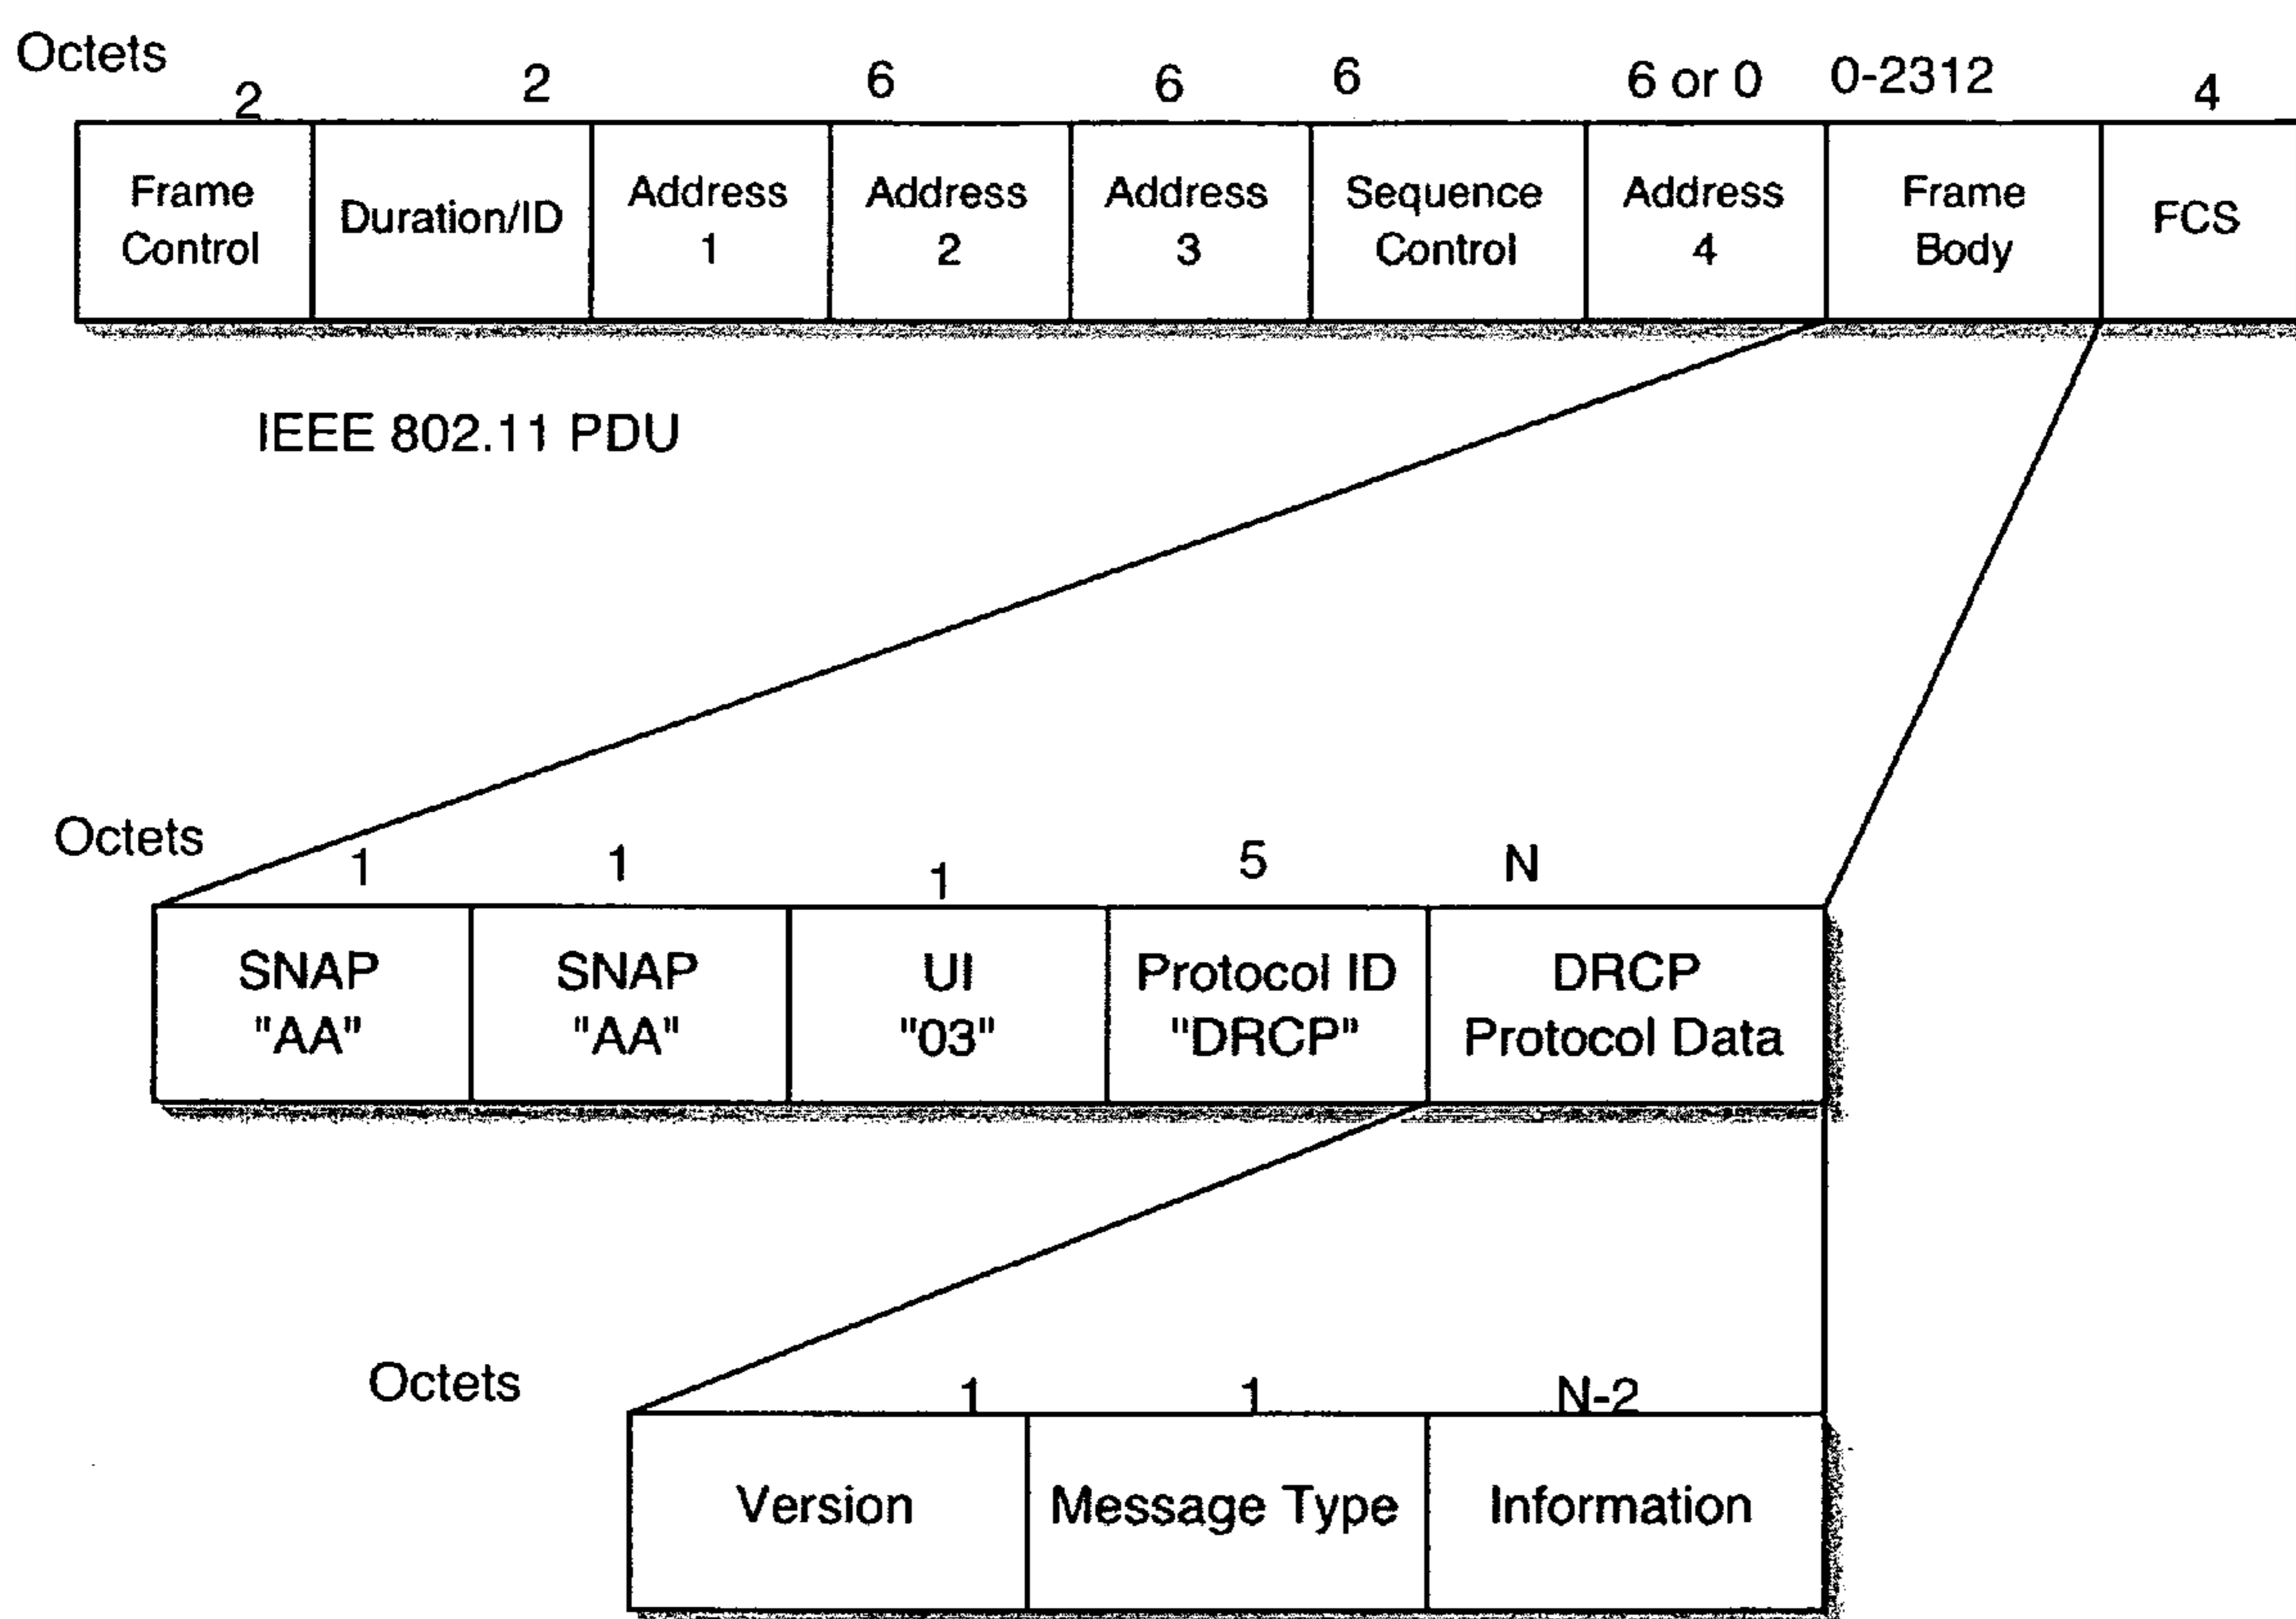 Octets
2 2 6 6 6 6 or 0 0-2312 4
Frame Control Duration/ID Address 1 Address 2 Address 3 Sequence Control Address 4 Frame Body FCS
IEEE 802.11 PDU
Octets
1 1 1 5 N
SNAP "AA" SNAP "AA" UI "03" Protocol ID "DRCP" DRCP Protocol Data
Octets
1 1 N-2
Version Message Type Information